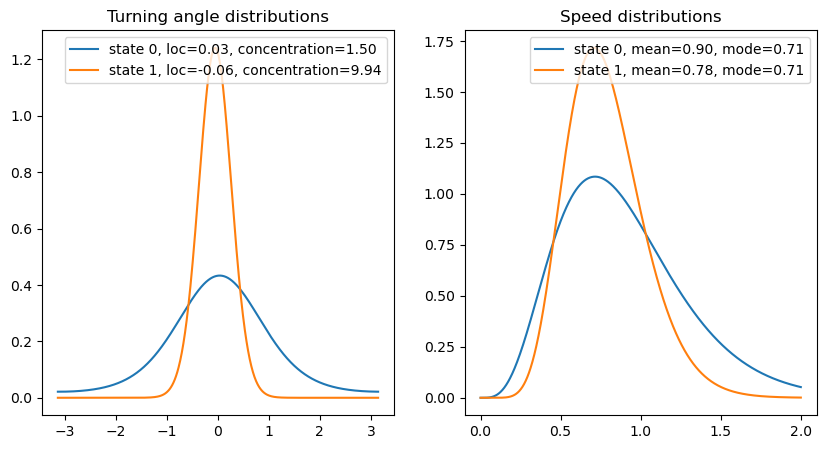 Turning angle distributions
state 0, loc=0.03, concentration=1.50
state 1, loc=-0.06, concentration=9.94
1.2
1.0
0.8
0.6
0.4
0.2
0.0
−3 −2 −1 0 1 2 3
Speed distributions
state 0, mean=0.90, mode=0.71
state 1, mean=0.78, mode=0.71
1.75
1.50
1.25
1.00
0.75
0.50
0.25
0.00
0.0 0.5 1.0 1.5 2.0